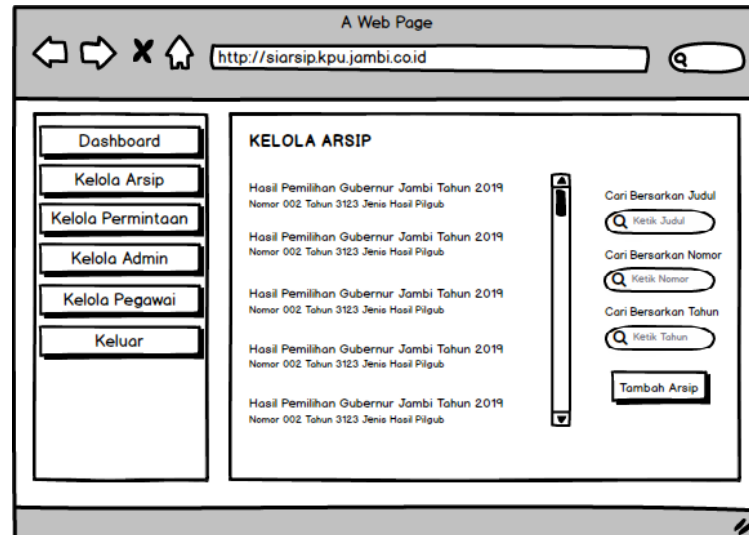 A Web Page
http://siarsip.kpu.jambi.co.id
Dashboard
Kelola Arsip
Kelola Permintaan
Kelola Admin
Kelola Pegawai
Keluar
KELOLA ARSIP
Hasil Pemilihan Gubernur Jambi Tahun 2019
Nomor 002 Tahun 3123 Jenis Hasil Pilgub
Hasil Pemilihan Gubernur Jambi Tahun 2019
Nomor 002 Tahun 3123 Jenis Hasil Pilgub
Hasil Pemilihan Gubernur Jambi Tahun 2019
Nomor 002 Tahun 3123 Jenis Hasil Pilgub
Hasil Pemilihan Gubernur Jambi Tahun 2019
Nomor 002 Tahun 3123 Jenis Hasil Pilgub
Hasil Pemilihan Gubernur Jambi Tahun 2019
Nomor 002 Tahun 3123 Jenis Hasil Pilgub
Cari Bersarkan Judul
Ketik Judul
Cari Bersarkan Nomor
Ketik Nomor
Cari Bersarkan Tahun
Ketik Tahun
Tambah Arsip